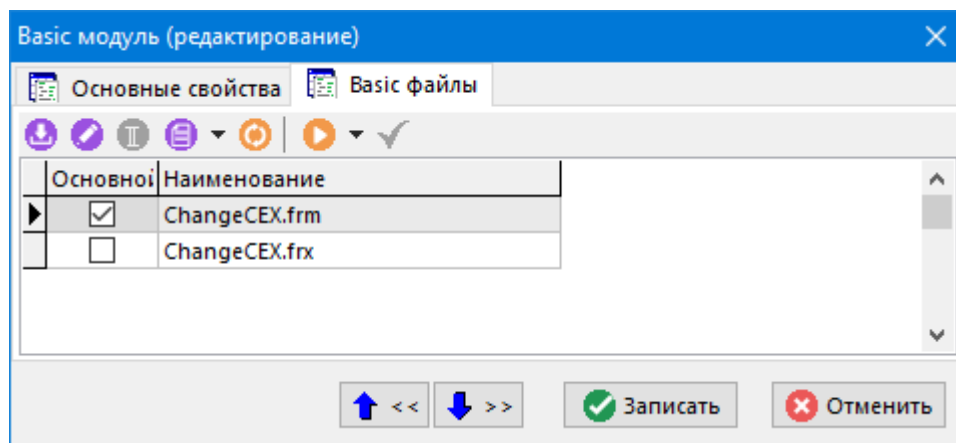 Basic модуль (редактирование)
Основные свойства Basic файлы
Основной Наименование
ChangeCEX.frm
ChangeCEX.frx
<< >> Записать Отменить